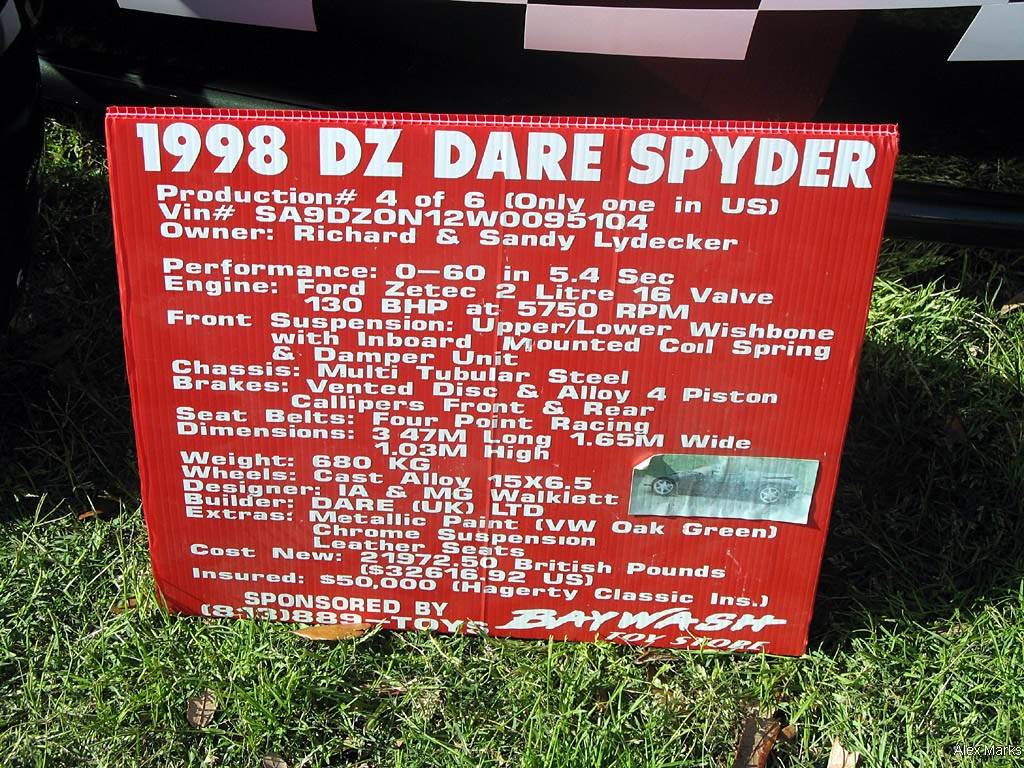 1998 DZ DARE SPYDER
Production# 4 of 6 (Only one in US)
Vin# SA9DZ0N12W0095104
Owner: Richard & Sandy Lydecker
Performance: 0-60 in 5.4 Sec
Engine: Ford Zetec 2 Litre 16 Valve
130 BHP at 5750 RPM
Front Suspension: Upper/Lower Wishbone
with Inboard Mounted Coil Spring
& Damper Unit
Chassis: Multi Tubular Steel
Brakes: Vented Disc & Alloy 4 Piston
Callipers Front & Rear
Seat Belts: Four Point Racing
Dimensions: 3.47M Long 1.65M Wide
1.03M High
Weight: 680 KG
Wheels: Cast Alloy 15X6.5
Designer: IA & MG Walklett
Builder: DARE (UK) LTD
Extras: Metallic Paint (VW Oak Green)
Chrome Suspension
Leather Seats
Cost New: 21972.50 British Pounds
($32616.92 US)
Insured: $50,000 (Hagerty Classic Ins.)
SPONSORED BY
(813)889-TOYS
BAYWASH
TOY STORE
Alex Marks